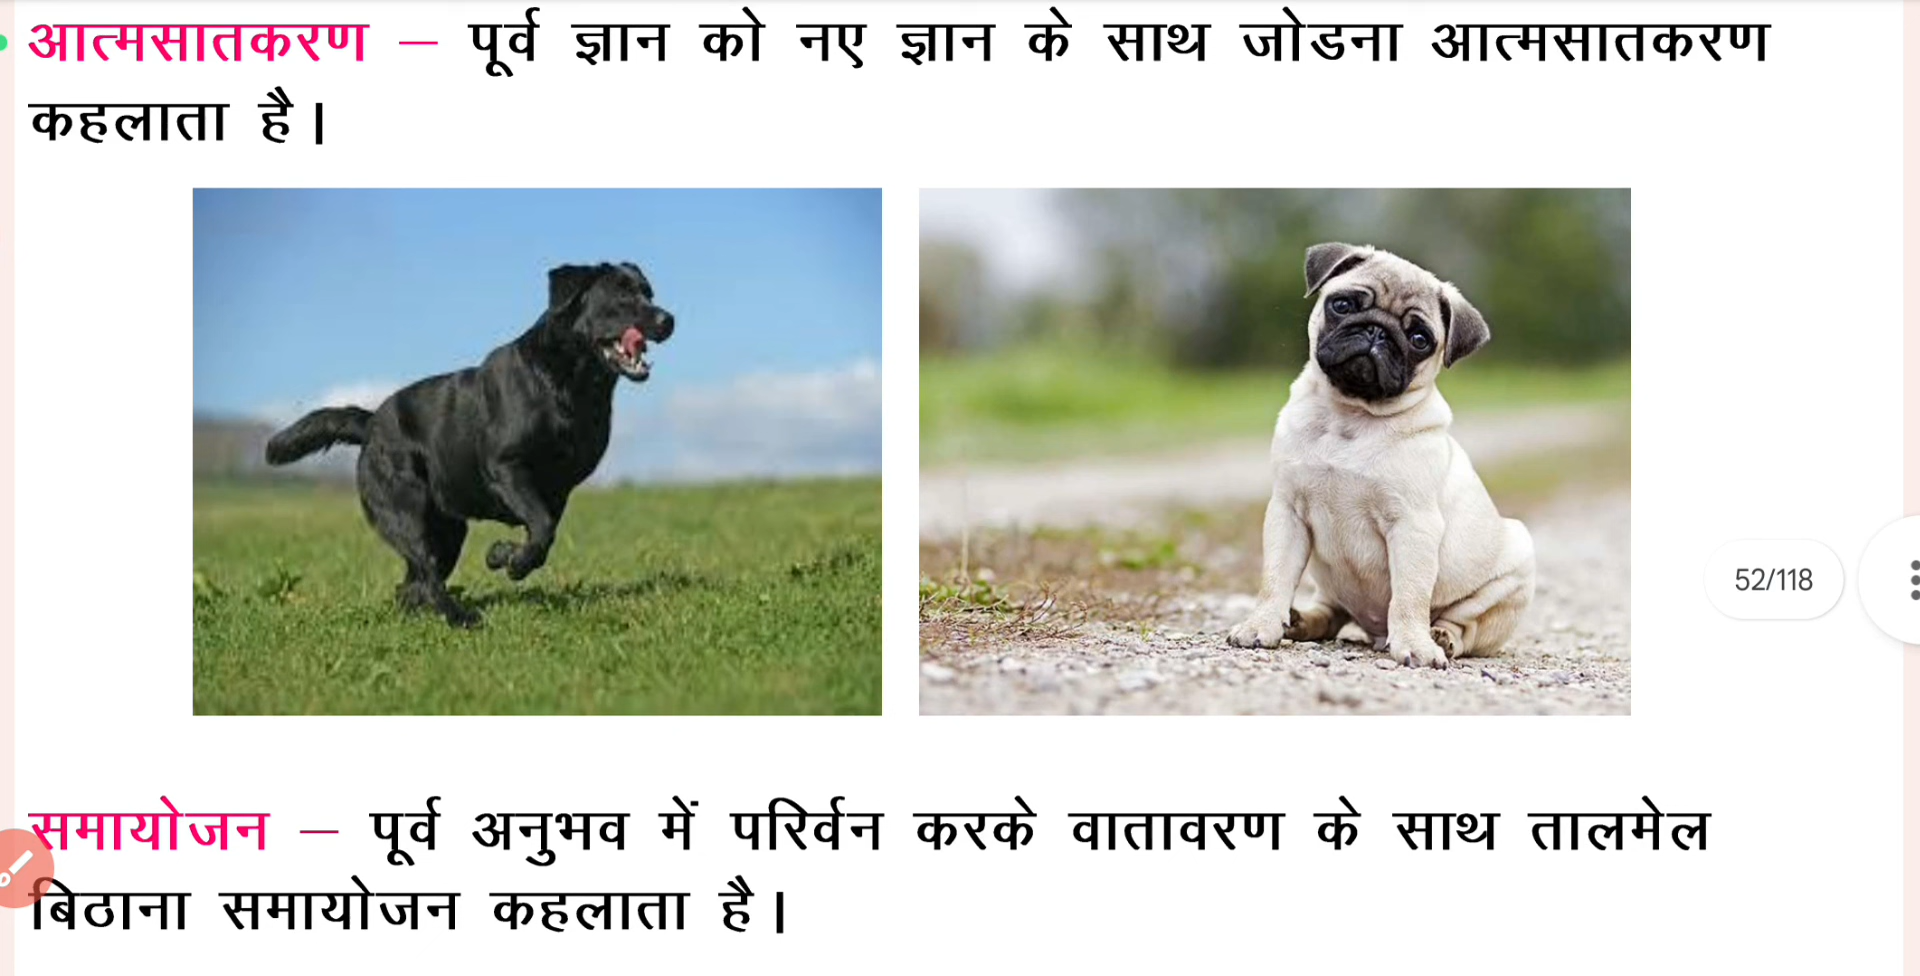 आत्मसातकरण – पूर्व ज्ञान को नए ज्ञान के साथ जोडना आत्मसातकरण
कहलाता है।
52/118
समायोजन – पूर्व अनुभव में परिर्वन करके वातावरण के साथ तालमेल
बिठाना समायोजन कहलाता है।